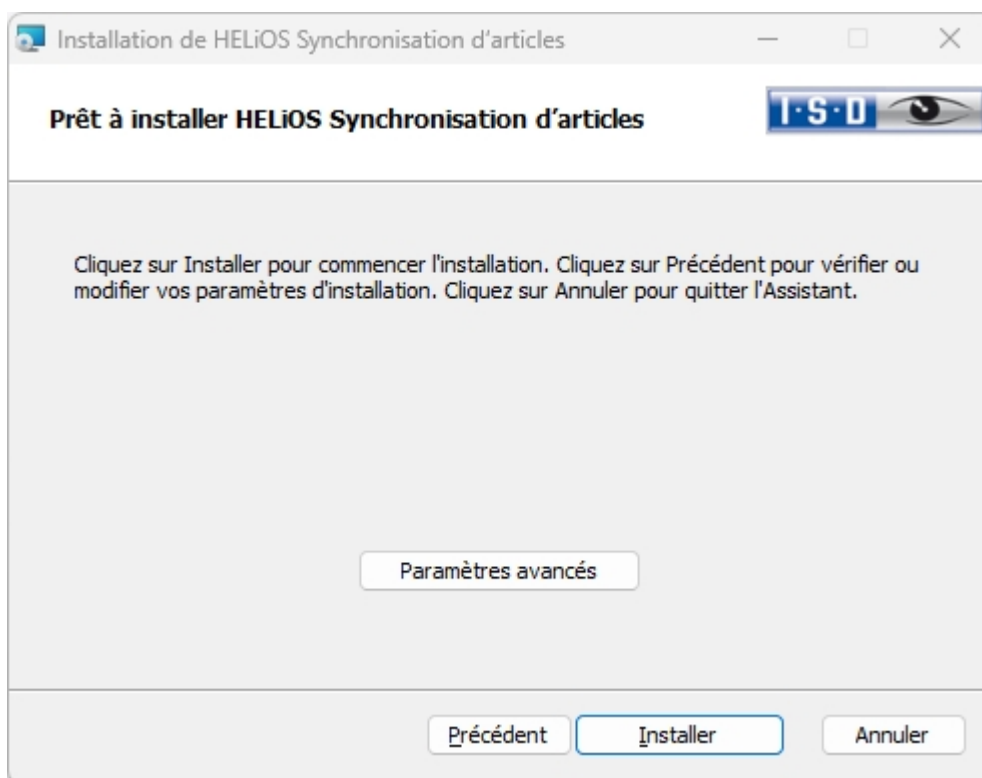 Installation de HELiOS Synchronisation d’articles
Prêt à installer HELiOS Synchronisation d’articles
I·S·D
Cliquez sur Installer pour commencer l'installation. Cliquez sur Précédent pour vérifier ou
modifier vos paramètres d'installation. Cliquez sur Annuler pour quitter l'Assistant.
Paramètres avancés
Précédent
Installer
Annuler